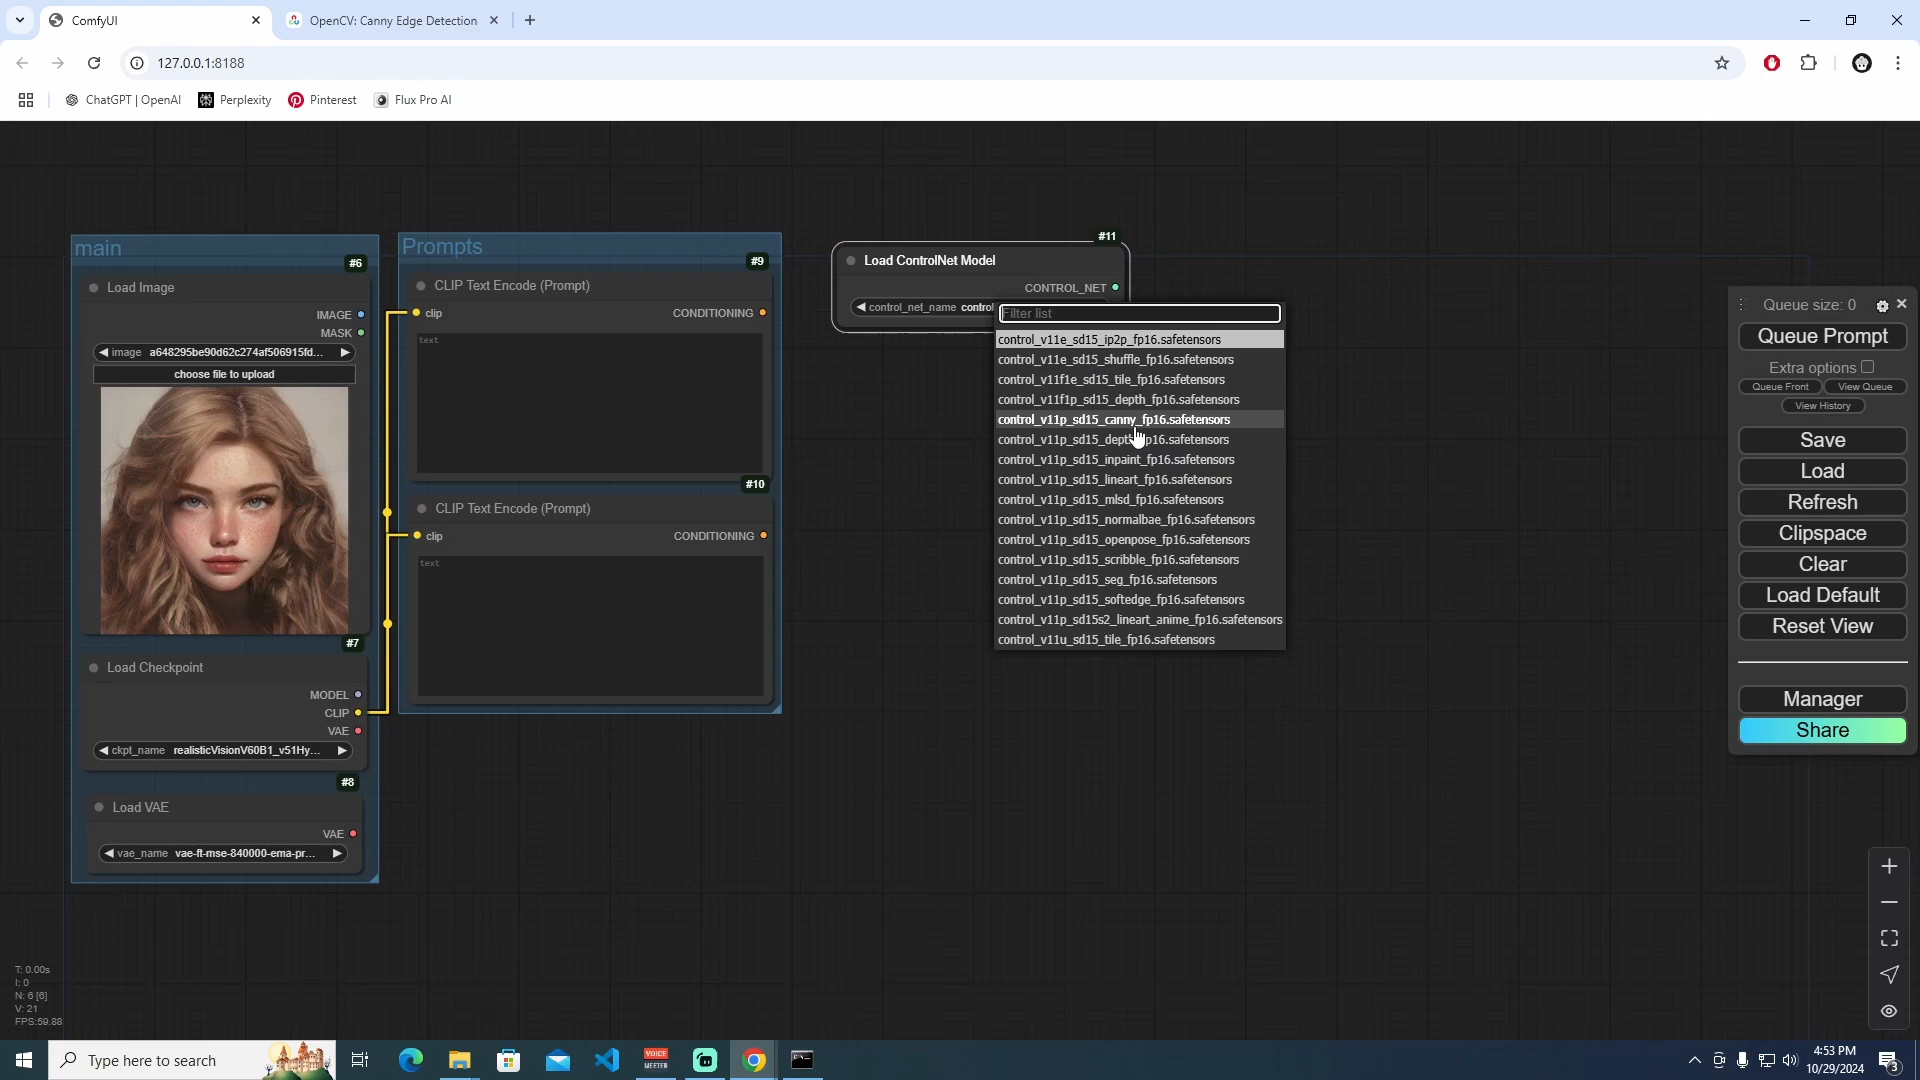 ComfyUI
OpenCV: Canny Edge Detection
127.0.0.1:8188
ChatGPT | OpenAI
Perplexity
Pinterest
Flux Pro AI
main
#6
Load Image
IMAGE
MASK
image a648295be90d62c274af506915fd...
choose file to upload
#7
Load Checkpoint
MODEL
CLIP
VAE
ckpt_name realisticVisionV60B1_v51Hy...
#8
Load VAE
VAE
vae_name vae-ft-mse-840000-ema-pr...
Prompts
#9
CLIP Text Encode (Prompt)
clip CONDITIONING
text
#10
CLIP Text Encode (Prompt)
clip CONDITIONING
text
#11
Load ControlNet Model
CONTROL_NET
control_net_name control
Filter list
control_v11e_sd15_ip2p_fp16.safetensors
control_v11e_sd15_shuffle_fp16.safetensors
control_v11f1e_sd15_tile_fp16.safetensors
control_v11f1p_sd15_depth_fp16.safetensors
control_v11p_sd15_canny_fp16.safetensors
control_v11p_sd15_depth_fp16.safetensors
control_v11p_sd15_inpaint_fp16.safetensors
control_v11p_sd15_lineart_fp16.safetensors
control_v11p_sd15_mlsd_fp16.safetensors
control_v11p_sd15_normalbae_fp16.safetensors
control_v11p_sd15_openpose_fp16.safetensors
control_v11p_sd15_scribble_fp16.safetensors
control_v11p_sd15_seg_fp16.safetensors
control_v11p_sd15_softedge_fp16.safetensors
control_v11p_sd15s2_lineart_anime_fp16.safetensors
control_v11u_sd15_tile_fp16.safetensors
Queue size: 0
Queue Prompt
Extra options
Queue Front View Queue
View History
Save
Load
Refresh
Clipspace
Clear
Load Default
Reset View
Manager
Share
T: 0.00s
I: 0
N: 6 [6]
V: 21
FPS:59.88
Type here to search
VOICE
MEETER
4:53 PM
10/29/2024
3